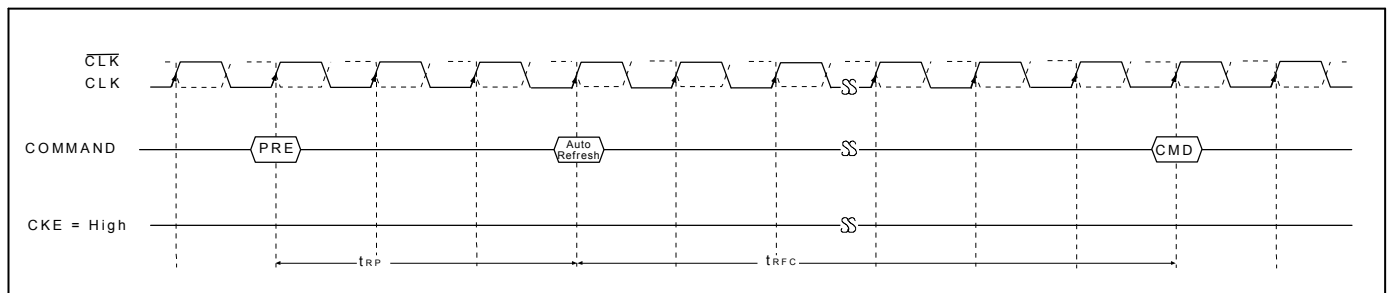 CLK
CLK
COMMAND
PRE
Auto
Refresh
CMD
CKE = High
tRP
tRFC